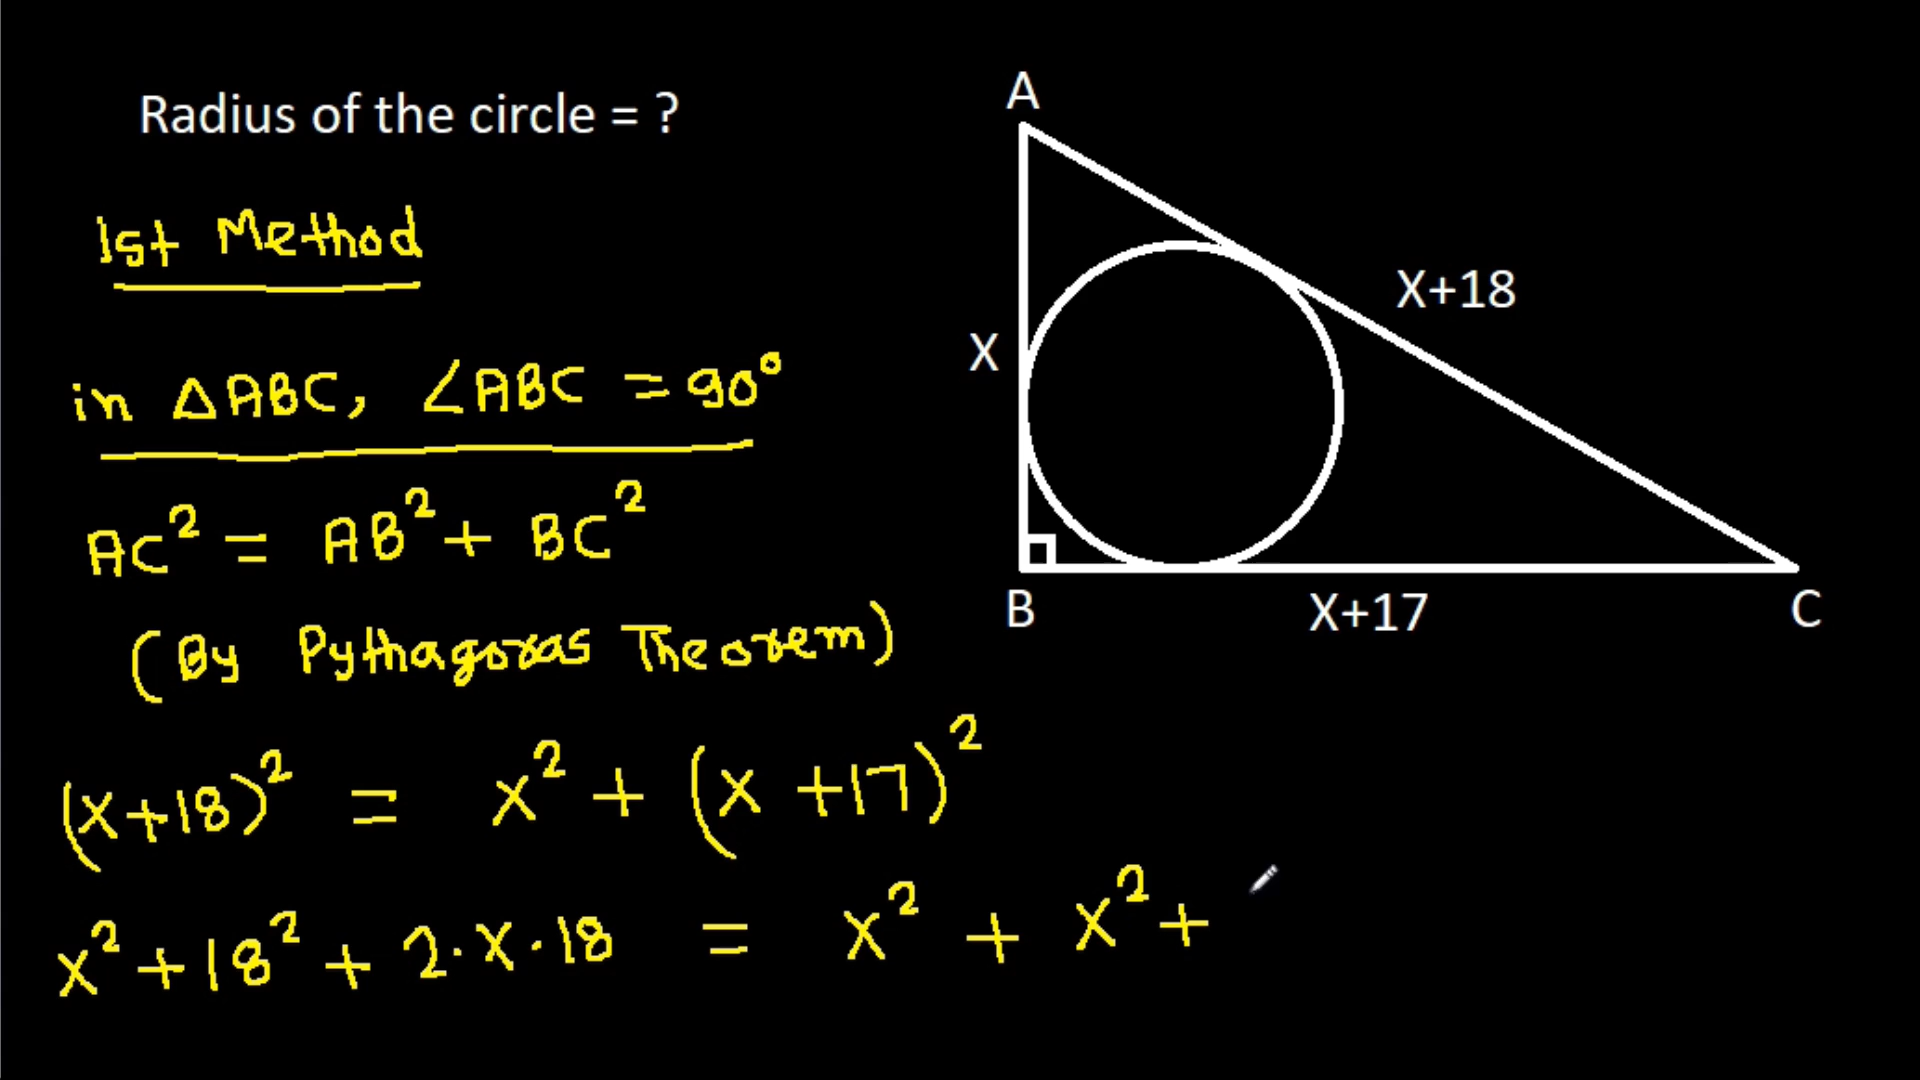 Radius of the circle = ?
1st Method
in △ABC, ∠ABC = 90°
AC² = AB² + BC²
(By Pythagoras Theorem)
(x+18)² = x² + (x +17)²
x² + 18² + 2·x·18 = x² + x² +
A
X+18
X
B
X+17
C